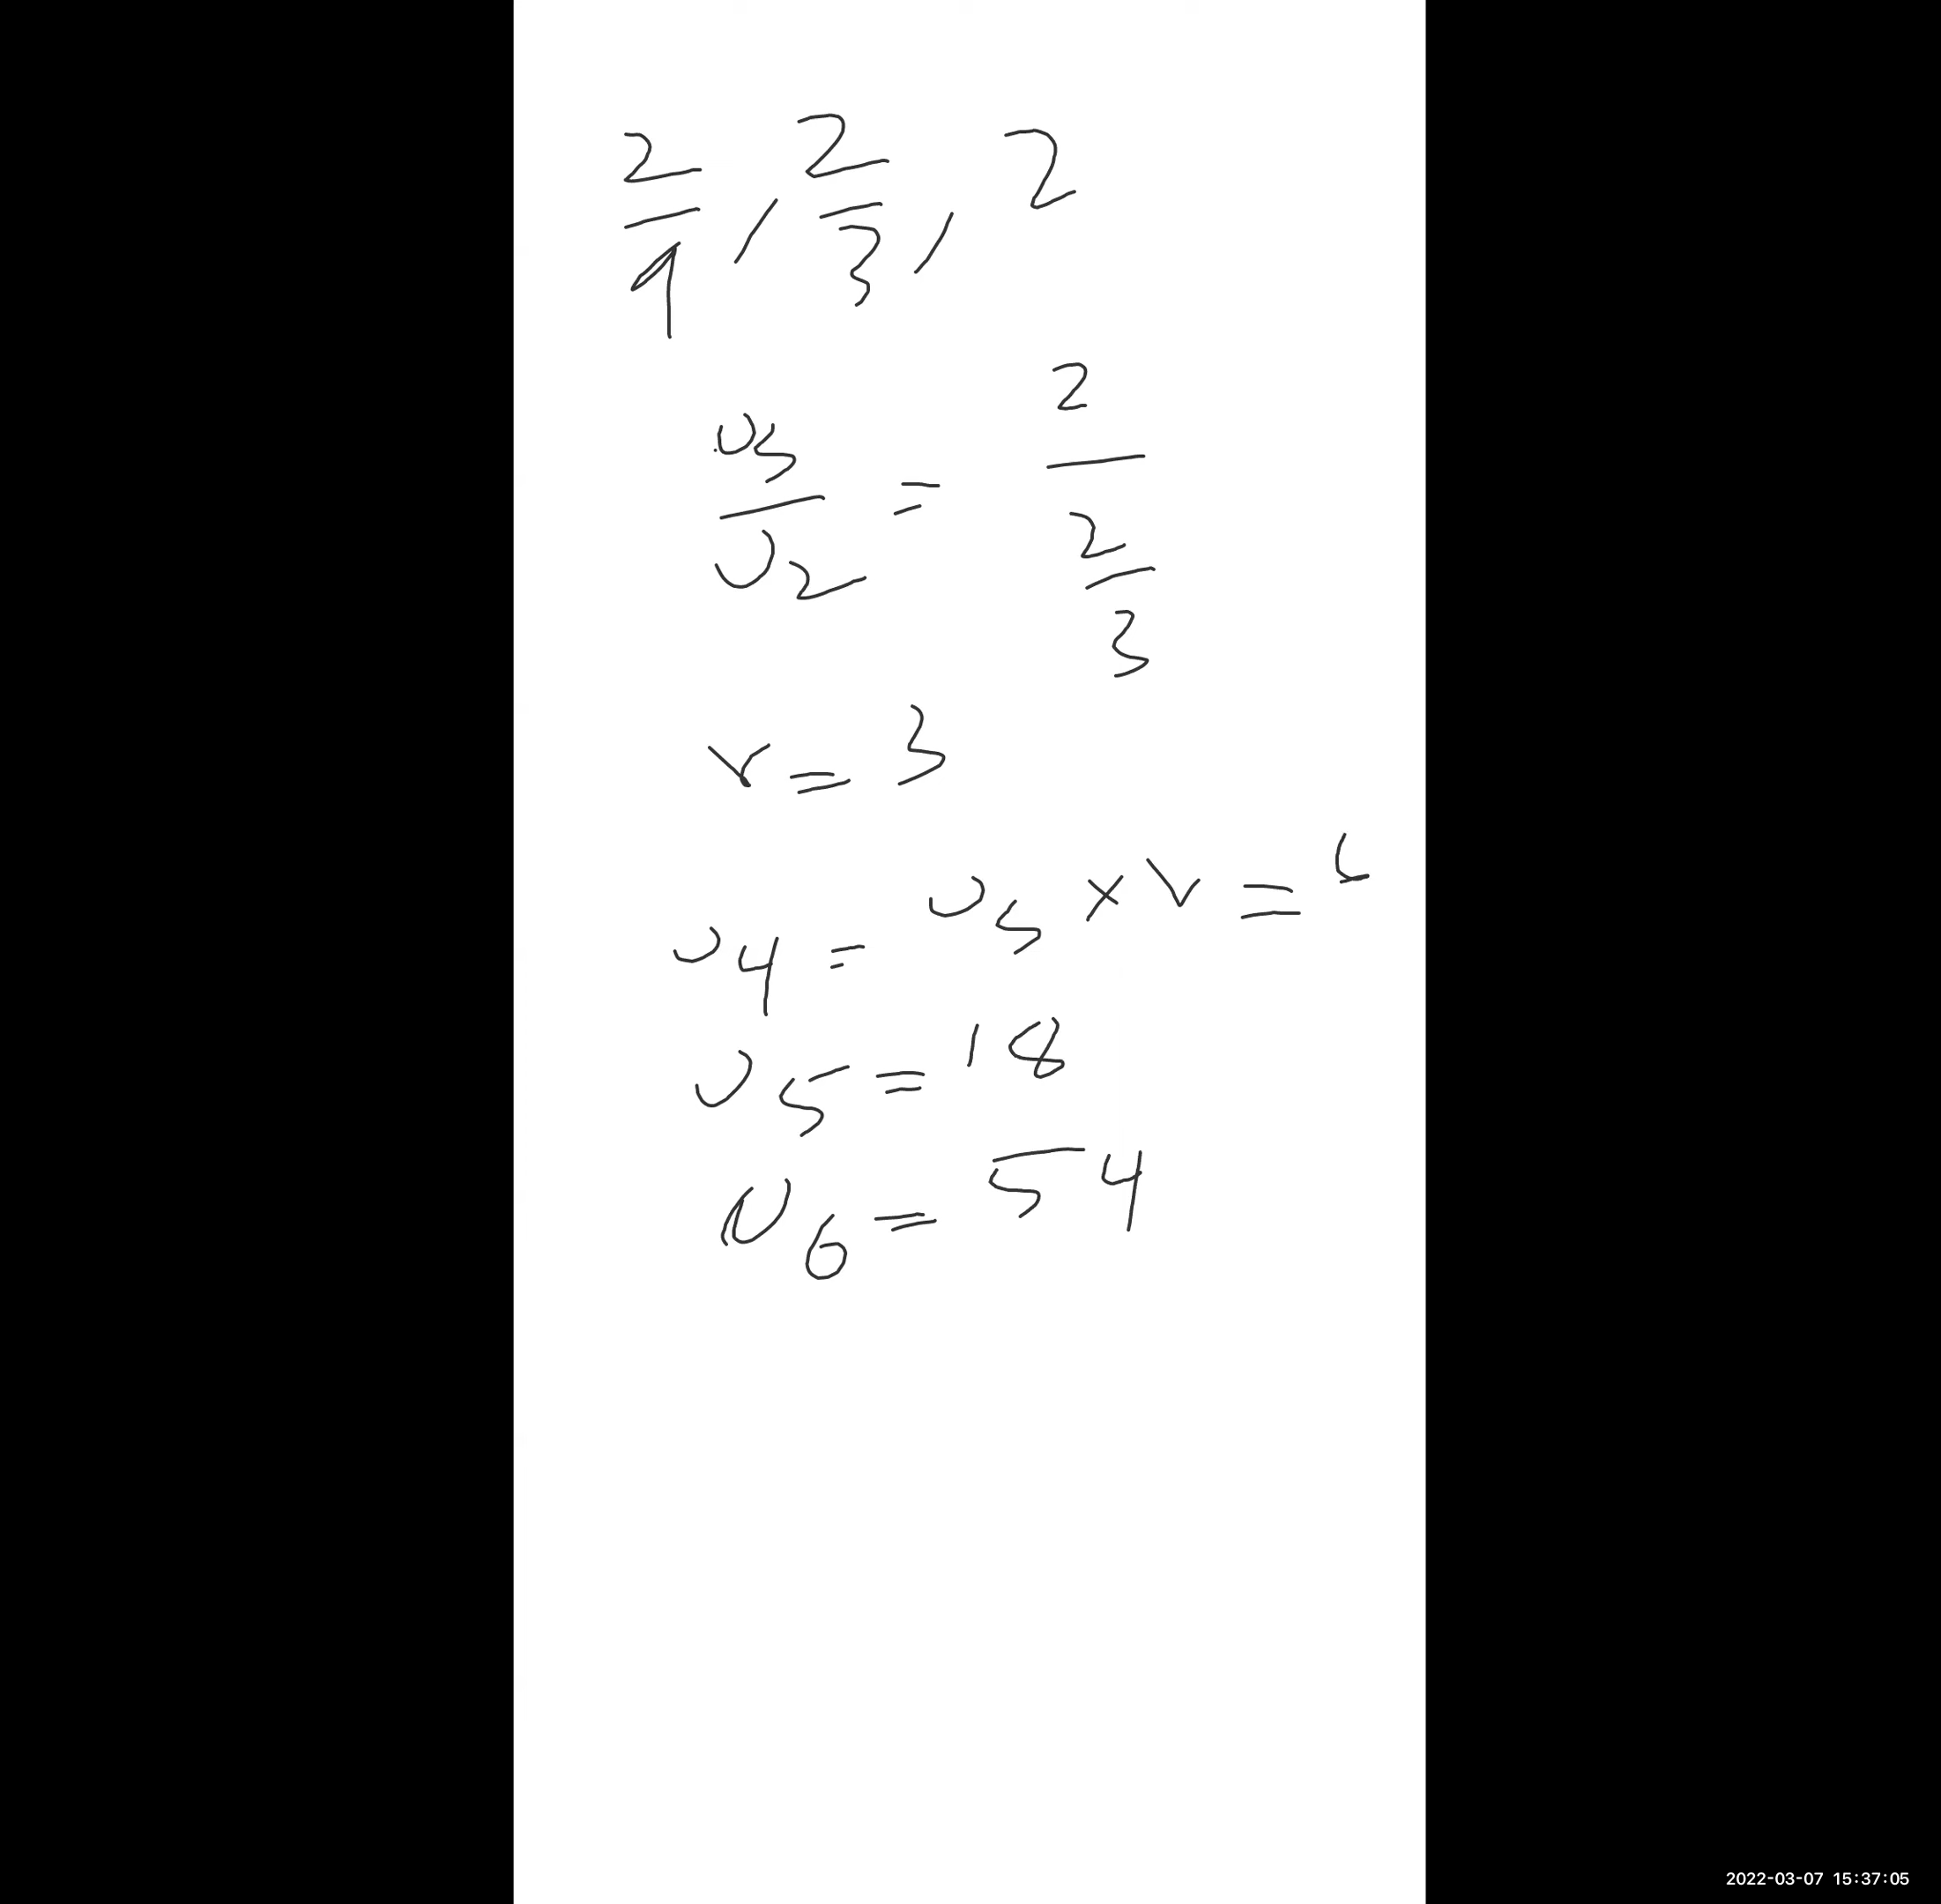 2/9, 2/3, 2
U3/U2 = 2/(2/3)
r = 3
U4 = U3 × r = 6
U5 = 18
U6 = 54
2022-03-07 15:37:05